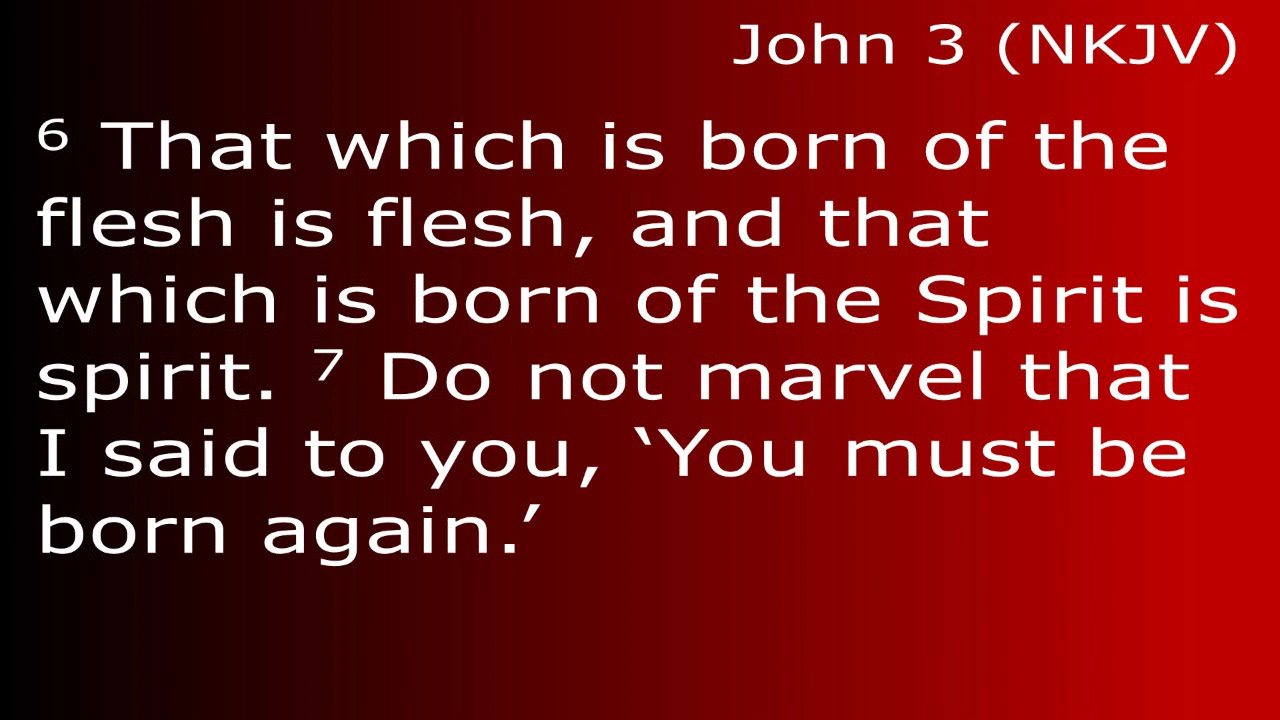 John 3 (NKJV)
⁶ That which is born of the
flesh is flesh, and that
which is born of the Spirit is
spirit. ⁷ Do not marvel that
I said to you, ‘You must be
born again.’